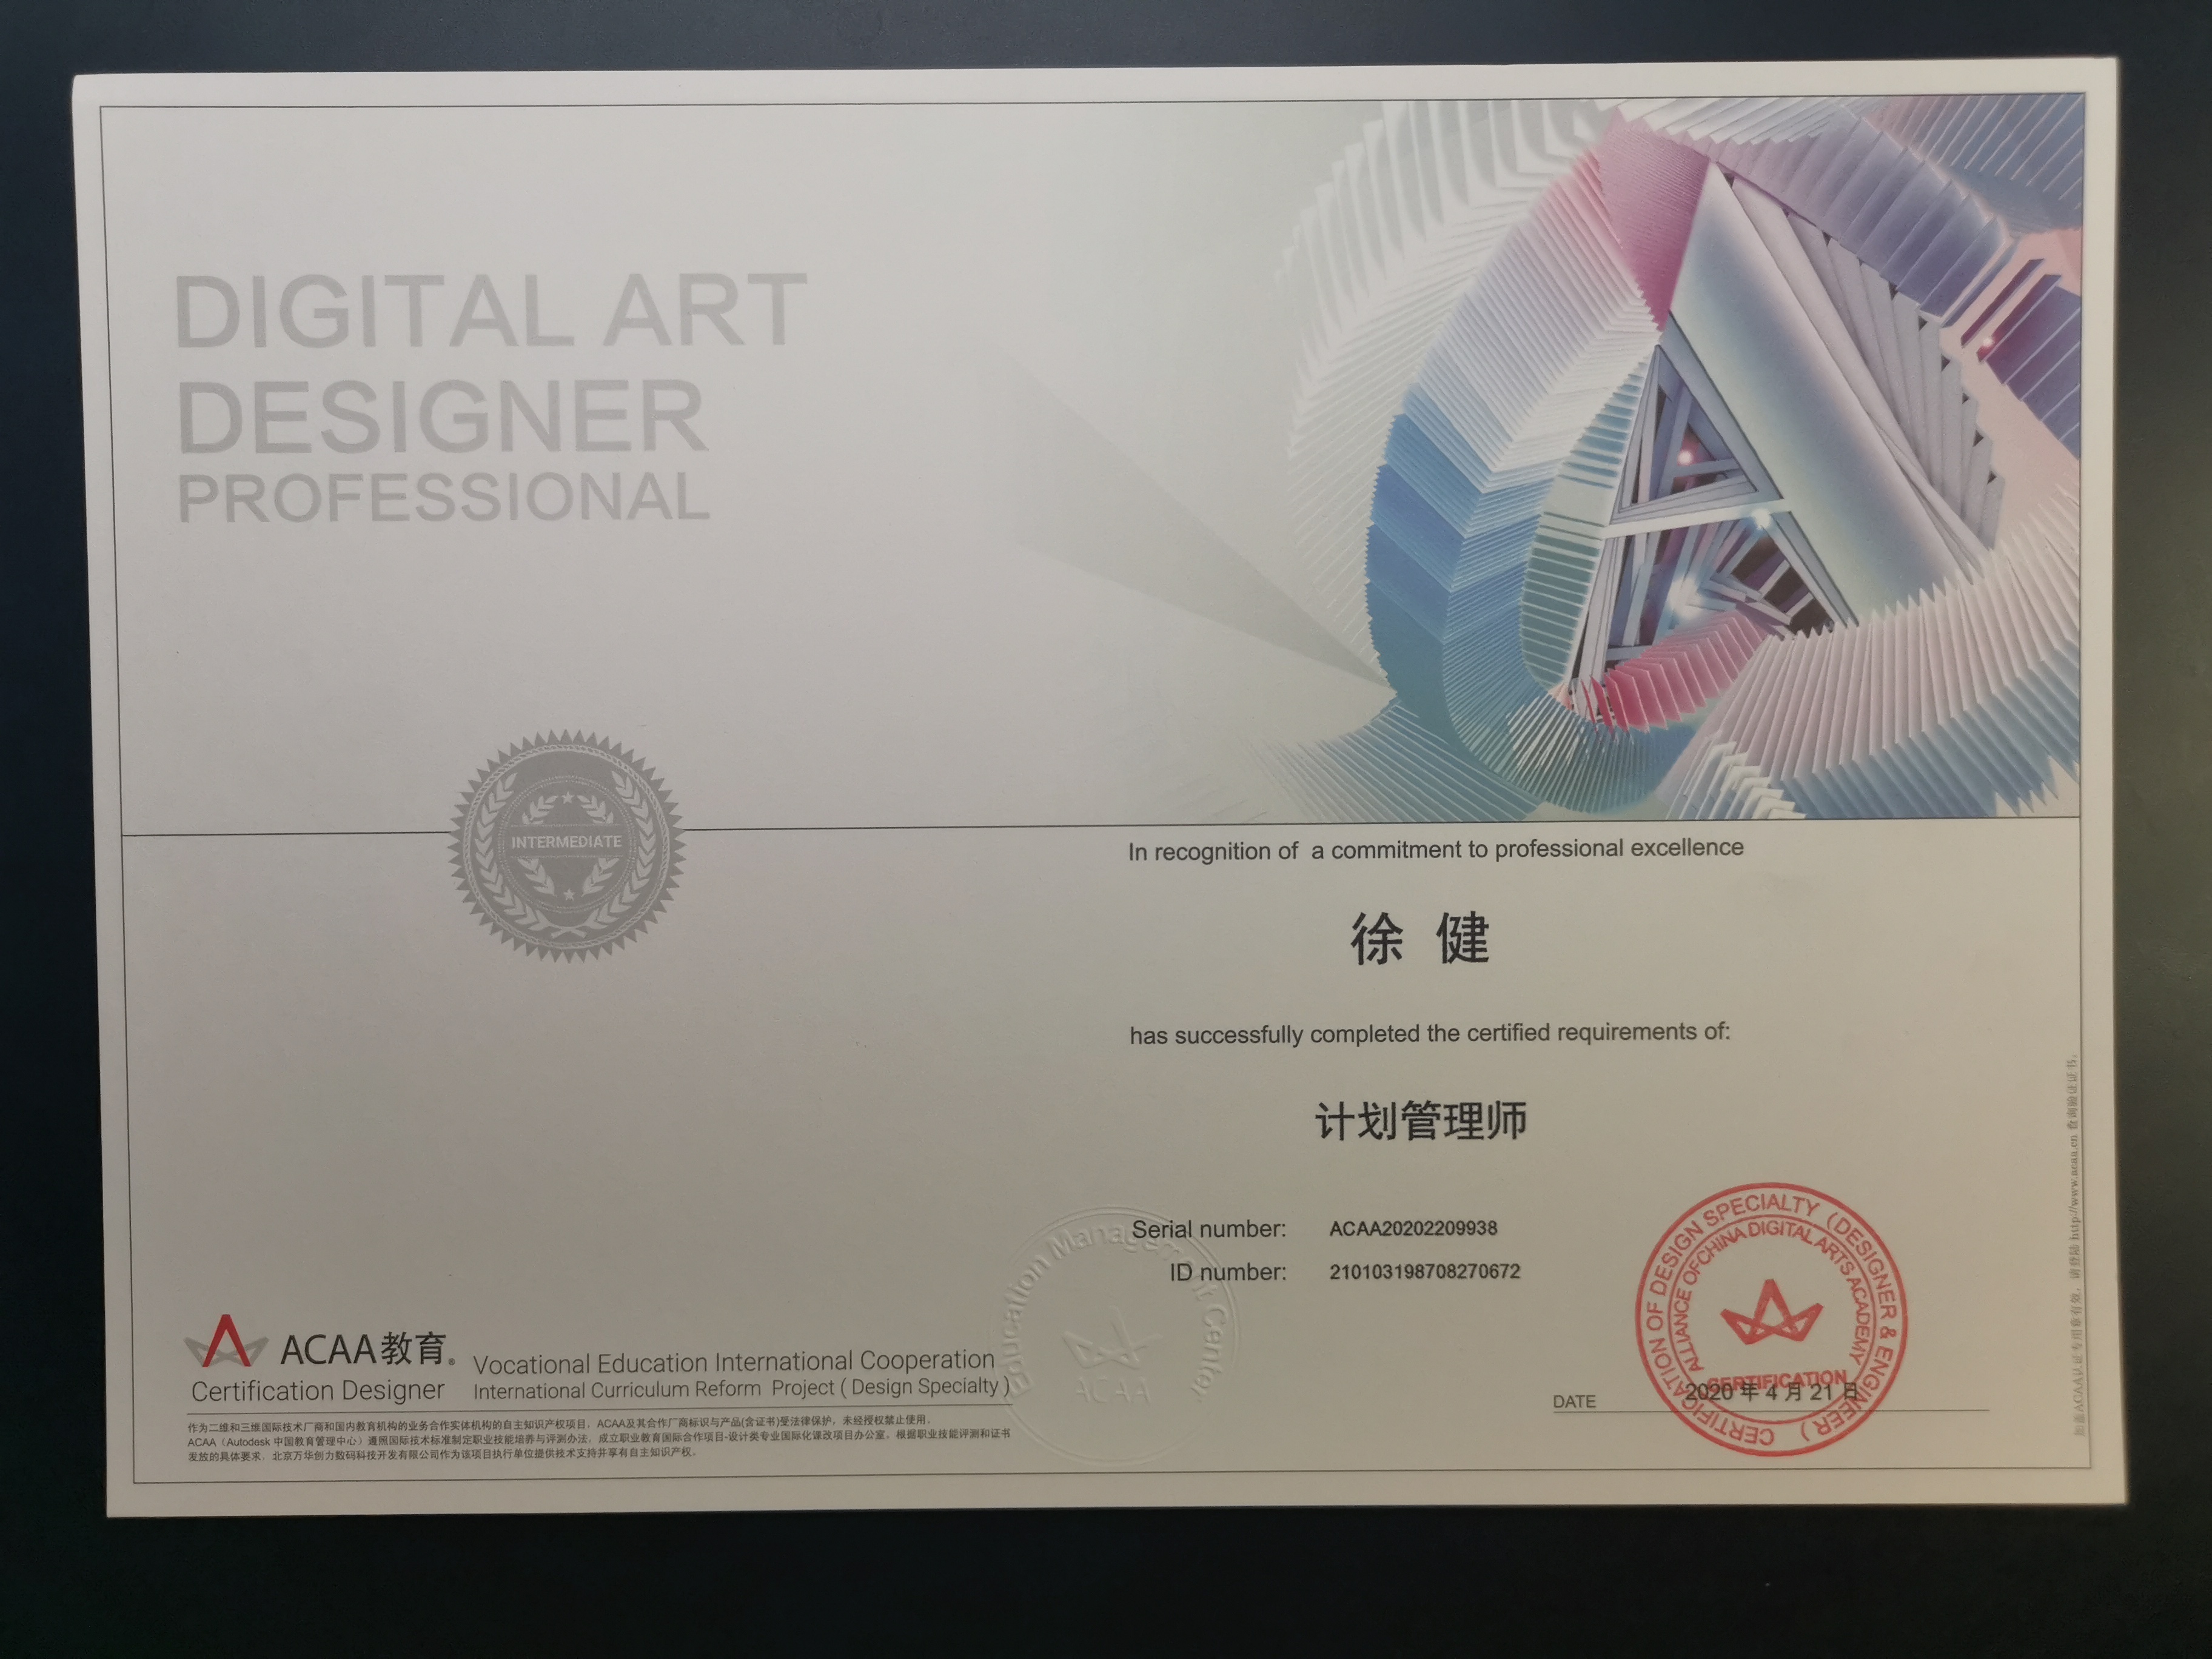 DIGITAL ART
DESIGNER
PROFESSIONAL
INTERMEDIATE
In recognition of a commitment to professional excellence
徐 健
has successfully completed the certified requirements of:
计划管理师
Serial number: ACAA20202209938
ID number: 210103198708270672
Education Management Center
ACAA
CERTIFICATION OF DESIGN SPECIALTY (DESIGNER & ENGINEER)
ALLIANCE OF CHINA DIGITAL ARTS ACADEMY
CERTIFICATION
DATE 2020 年 4 月 21 日
ACAA教育®
Certification Designer
Vocational Education International Cooperation
International Curriculum Reform Project ( Design Specialty )
作为二维和三维国际技术厂商和国内教育机构的业务合作实体机构的自主知识产权项目，ACAA及其合作厂商标识与产品(含证书)受法律保护，未经授权禁止使用。
ACAA（Autodesk 中国教育管理中心）遵照国际技术标准制定职业技能培养与评测办法，成立职业教育国际合作项目-设计类专业国际化课改项目办公室，根据职业技能评测和证书
发放的具体要求，北京万华创力数码科技开发有限公司作为该项目执行单位提供技术支持并享有自主知识产权。
加盖ACAA认证专用章有效，请登陆 http://www.acaa.cn 查询验证证书。